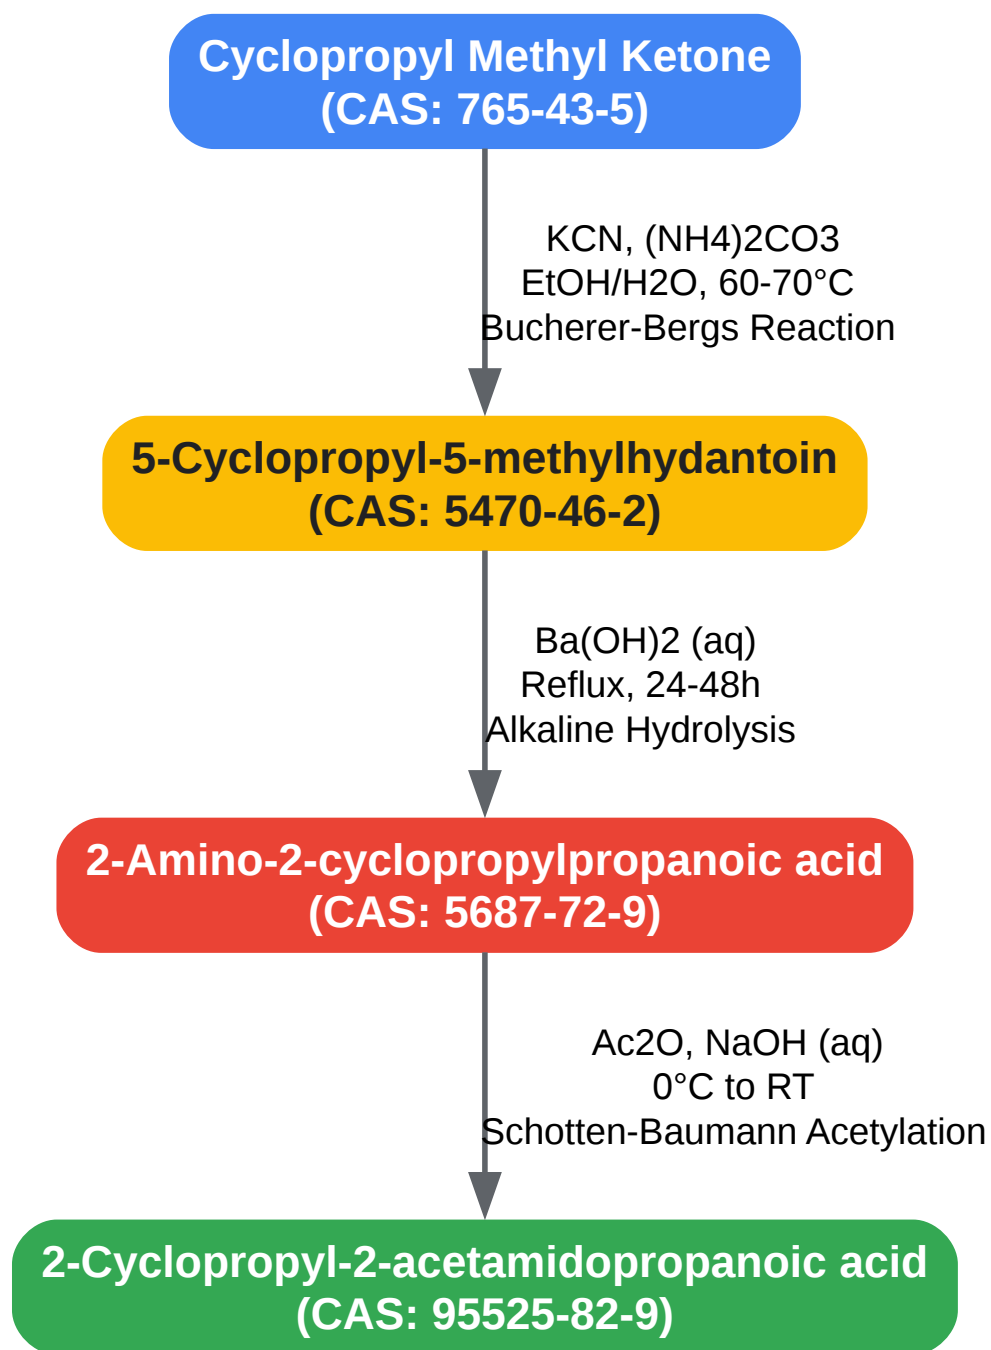 Cyclopropyl Methyl Ketone
(CAS: 765-43-5)
KCN, (NH4)2CO3
EtOH/H2O, 60-70°C
Bucherer-Bergs Reaction
5-Cyclopropyl-5-methylhydantoin
(CAS: 5470-46-2)
Ba(OH)2 (aq)
Reflux, 24-48h
Alkaline Hydrolysis
2-Amino-2-cyclopropylpropanoic acid
(CAS: 5687-72-9)
Ac2O, NaOH (aq)
0°C to RT
Schotten-Baumann Acetylation
2-Cyclopropyl-2-acetamidopropanoic acid
(CAS: 95525-82-9)